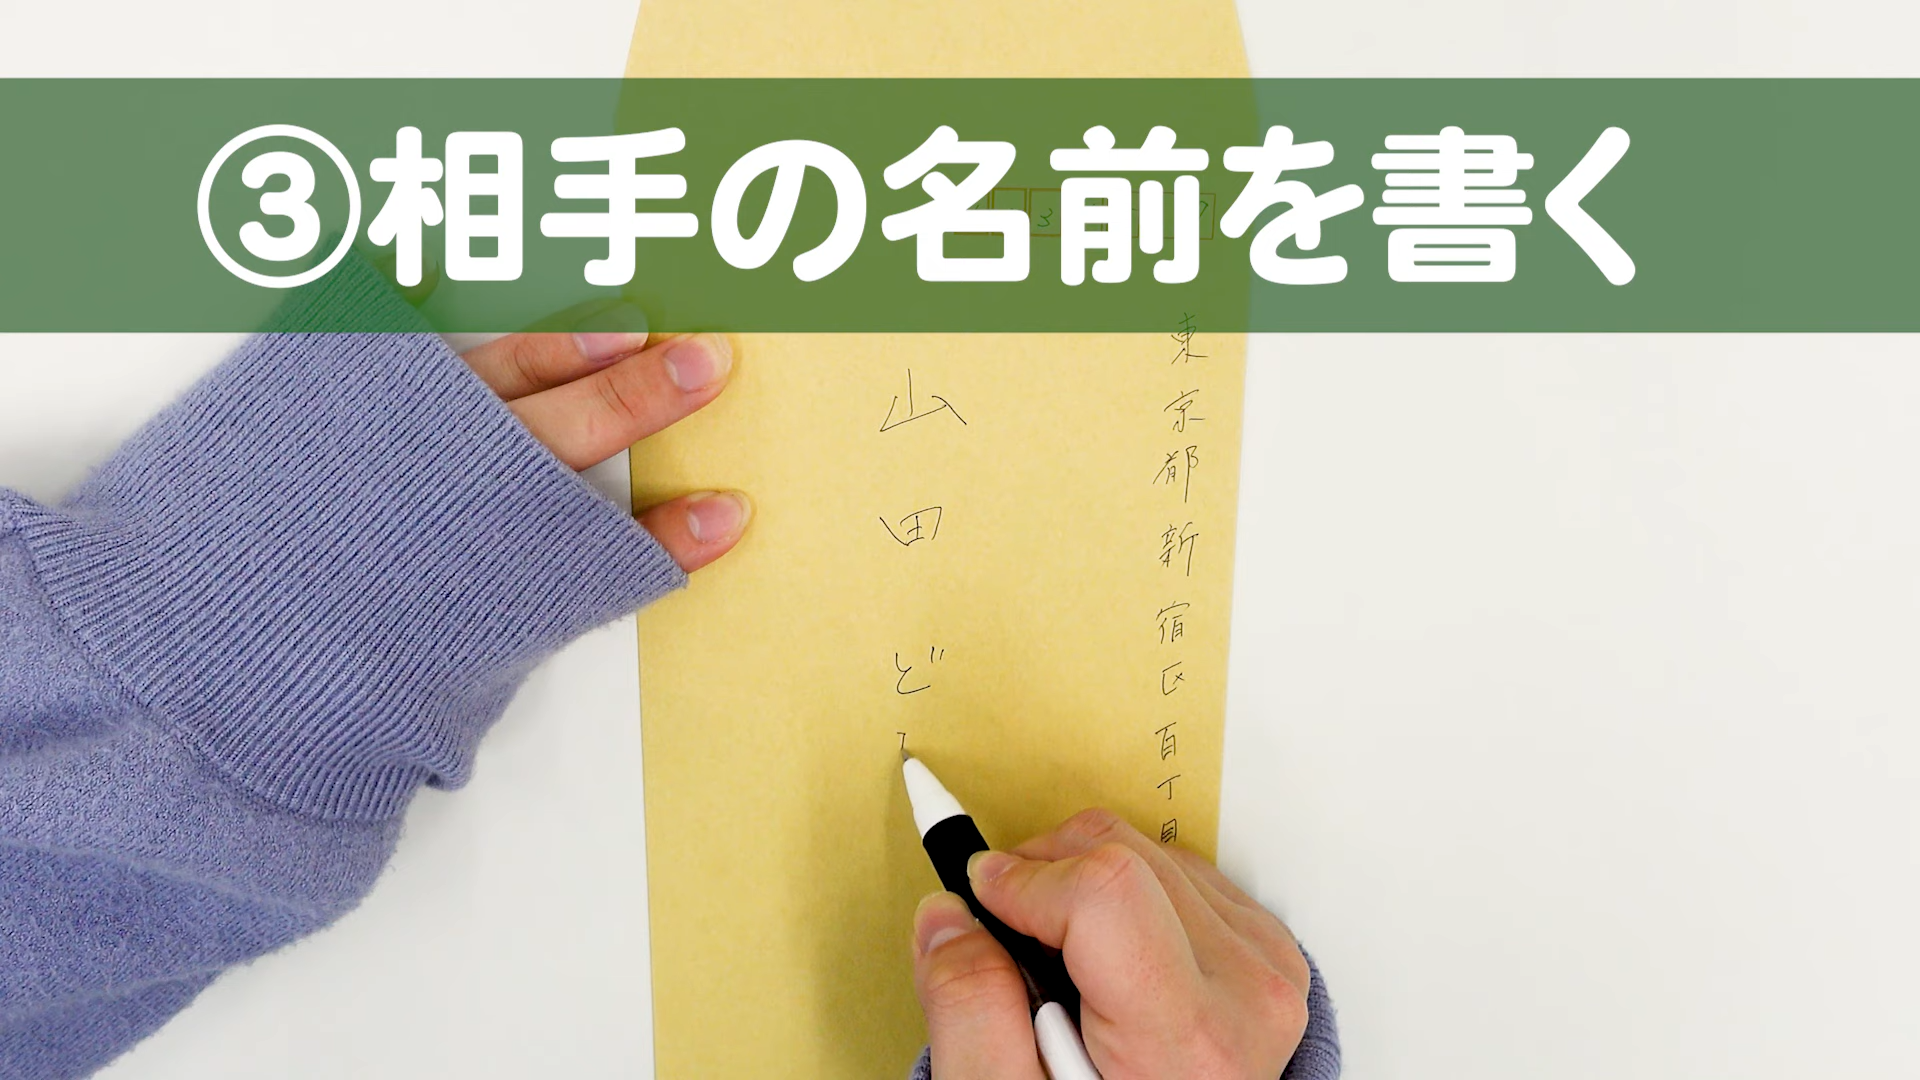 ③相手の名前を書く
東京都新宿区百丁目
山田ど